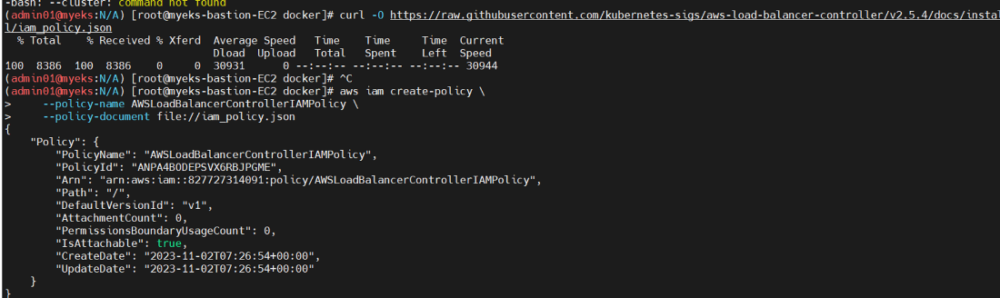 -bash: --cluster: command not found
(admin01@myeks:N/A) [root@myeks-bastion-EC2 docker]# curl -O https://raw.githubusercontent.com/kubernetes-sigs/aws-load-balancer-controller/v2.5.4/docs/instal
l/iam_policy.json
  % Total    % Received % Xferd  Average Speed   Time    Time     Time  Current
                                 Dload  Upload   Total   Spent    Left  Speed
100  8386  100  8386    0     0  30931      0 --:--:-- --:--:-- --:--:-- 30944
(admin01@myeks:N/A) [root@myeks-bastion-EC2 docker]# ^C
(admin01@myeks:N/A) [root@myeks-bastion-EC2 docker]# aws iam create-policy \
>     --policy-name AWSLoadBalancerControllerIAMPolicy \
>     --policy-document file://iam_policy.json
{
    "Policy": {
        "PolicyName": "AWSLoadBalancerControllerIAMPolicy",
        "PolicyId": "ANPA4BODEPSVX6RBJPGME",
        "Arn": "arn:aws:iam::827727314091:policy/AWSLoadBalancerControllerIAMPolicy",
        "Path": "/",
        "DefaultVersionId": "v1",
        "AttachmentCount": 0,
        "PermissionsBoundaryUsageCount": 0,
        "IsAttachable": true,
        "CreateDate": "2023-11-02T07:26:54+00:00",
        "UpdateDate": "2023-11-02T07:26:54+00:00"
    }
}